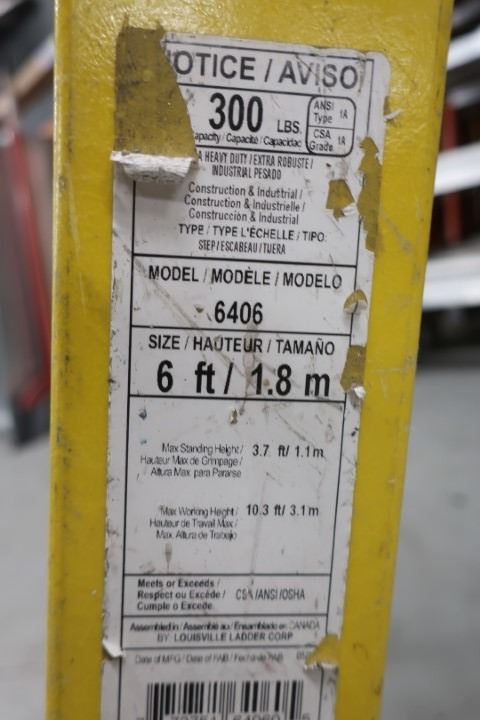 OTICE / AVISO
300 LBS.
ANSI
Type 1A
CSA
Grade 1A
apacity / Capacité / Capacidac
A HEAVY DUTY / EXTRA ROBUSTE /
INDUSTRIAL PESADO
Construction & Industrial /
Construction & Industrielle /
Construcción & Industrial
TYPE / TYPE L'ÉCHELLE / TIPO
STEP / ESCABEAU / TIJERA
MODEL / MODÈLE / MODELO
6406
SIZE / HAUTEUR / TAMAÑO
6 ft / 1.8 m
Max Standing Height / 3.7 ft/ 1.1 m
Hauteur Max de Grimpage /
Altura Max. para Pararse
Max Working Height / 10.3 ft/ 3.1 m
Hauteur de Travail Max /
Max. Altura de Trabajo
Meets or Exceeds /
Respect ou Excéde / CSA /ANSI /OSHA
Cumple o Excede
Assembled in / Assemblé au / Ensamblado en CANADA
BY: LOUISVILLE LADDER CORP
Date of MFG / Date of FAB / Fecha de FAB